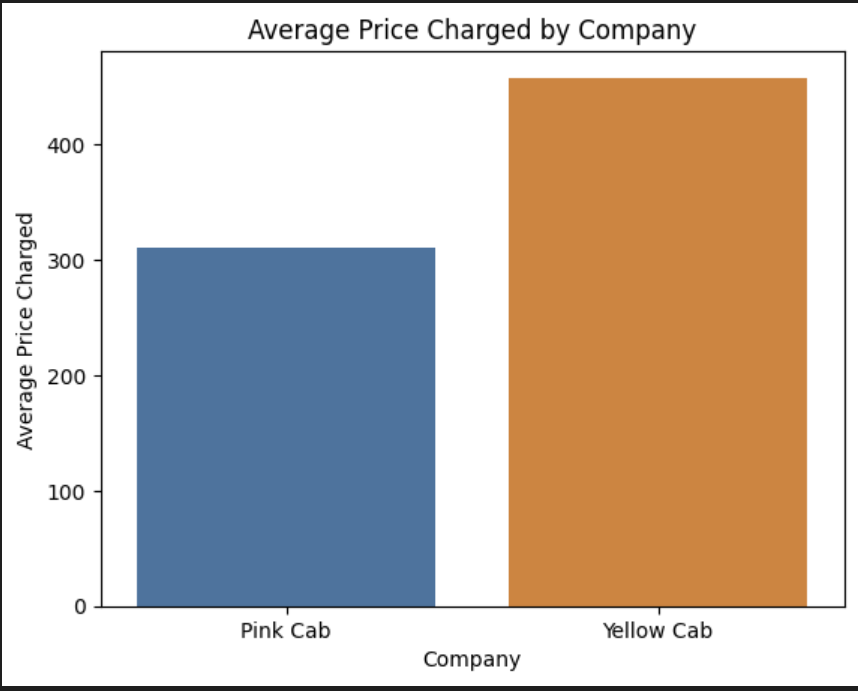 Average Price Charged by Company
Average Price Charged
400
300
200
100
0
Pink Cab Yellow Cab
Company